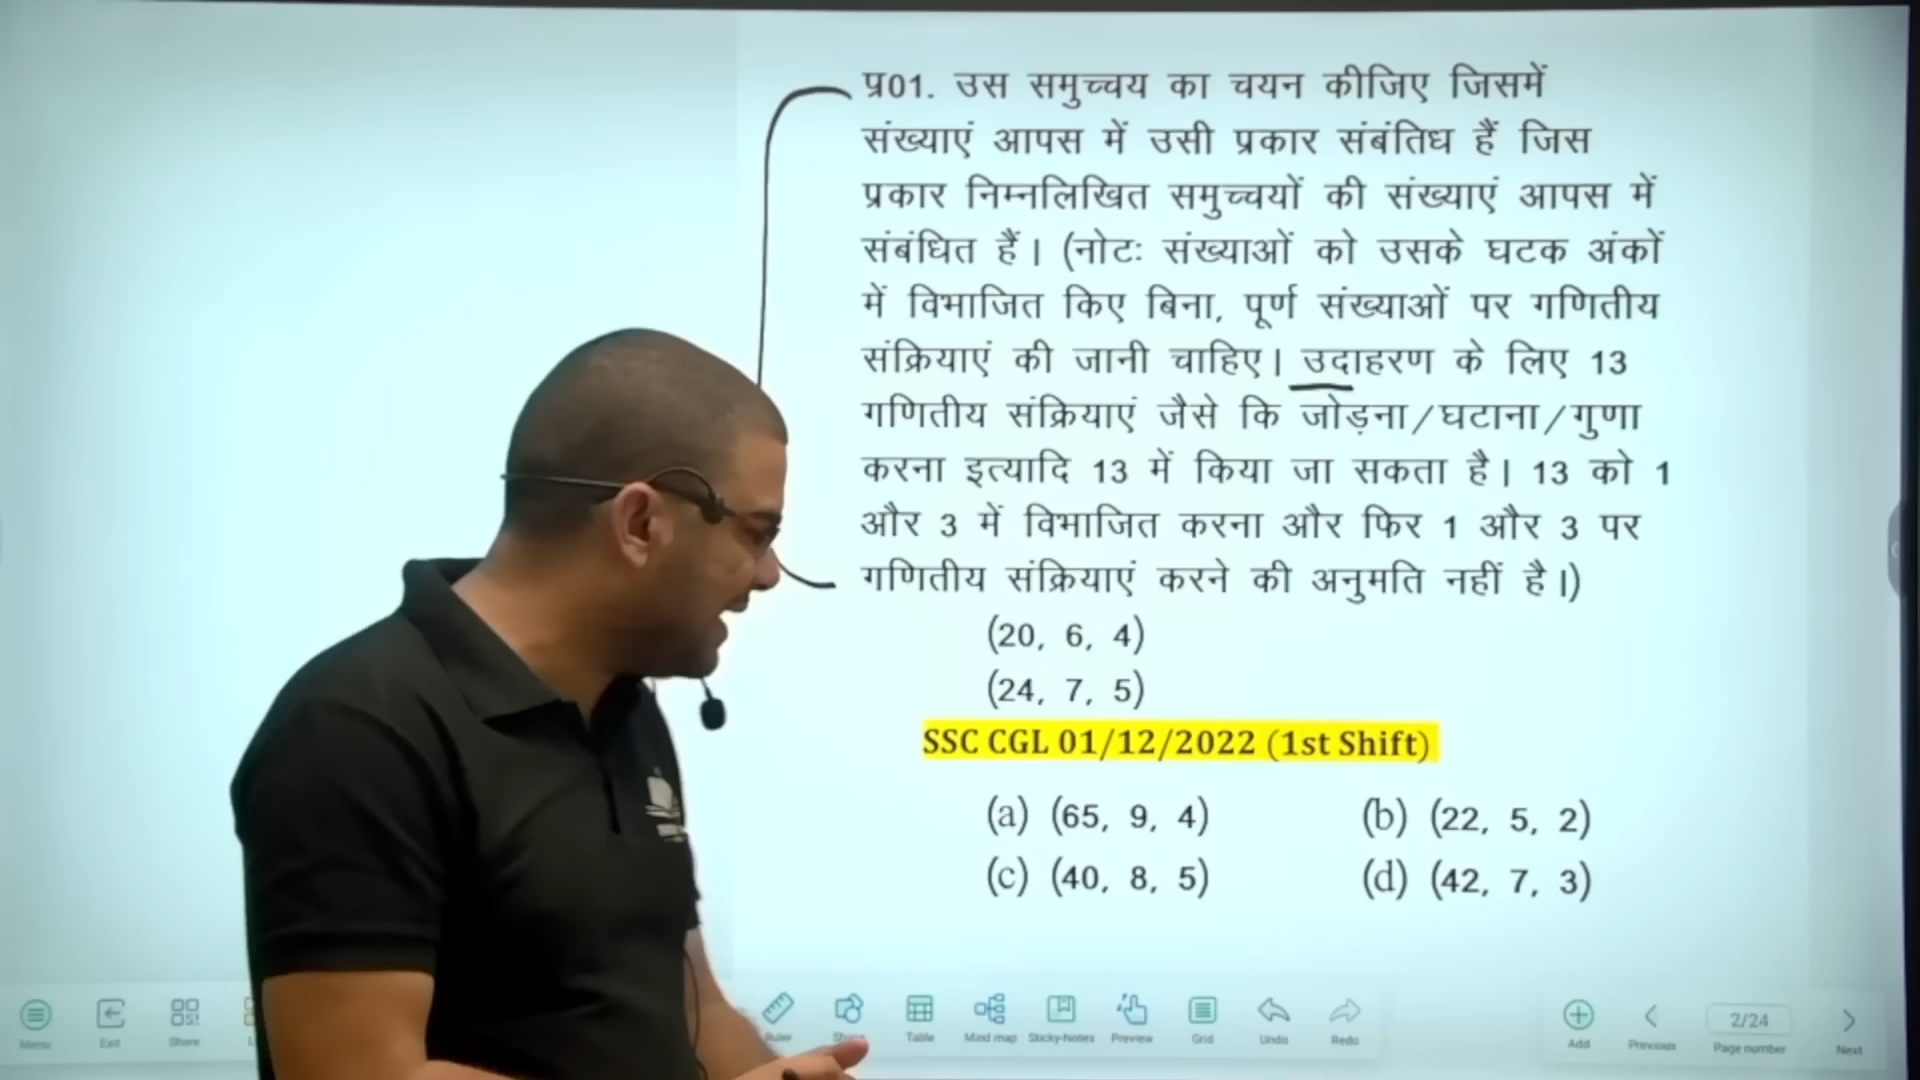 प्र01. उस समुच्चय का चयन कीजिए जिसमें
संख्याएं आपस में उसी प्रकार संबंतिध हैं जिस
प्रकार निम्नलिखित समुच्चयों की संख्याएं आपस में
संबंधित हैं। (नोटः संख्याओं को उसके घटक अंकों
में विभाजित किए बिना, पूर्ण संख्याओं पर गणितीय
संक्रियाएं की जानी चाहिए। उदाहरण के लिए 13
गणितीय संक्रियाएं जैसे कि जोड़ना/घटाना/गुणा
करना इत्यादि 13 में किया जा सकता है। 13 को 1
और 3 में विभाजित करना और फिर 1 और 3 पर
गणितीय संक्रियाएं करने की अनुमति नहीं है।)
(20, 6, 4)
(24, 7, 5)
SSC CGL 01/12/2022 (1st Shift)
(a) (65, 9, 4) (b) (22, 5, 2)
(c) (40, 8, 5) (d) (42, 7, 3)
Menu Exit Share Ruler Shape Table Mind map Sticky-Notes Preview Grid Undo Redo Add Previous 2/24 Page number Next